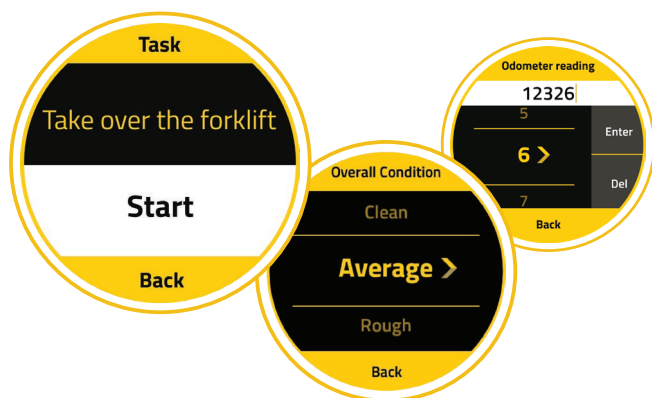 Task
Take over the forklift
Start
Back
Overall Condition
Clean
Average
Rough
Back
Odometer reading
12326
5
6
7
Enter
Del
Back